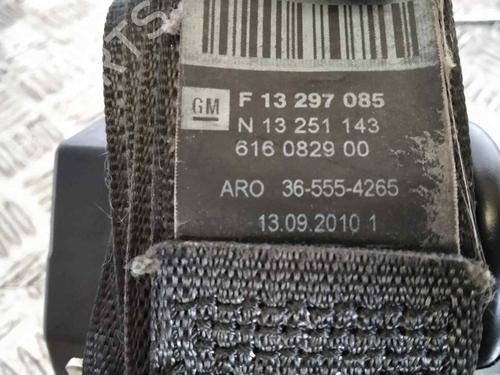 GM F 13 297 085
N 13 251 143
616 0829 00
ARO 36-555-4265
13.09.2010 1